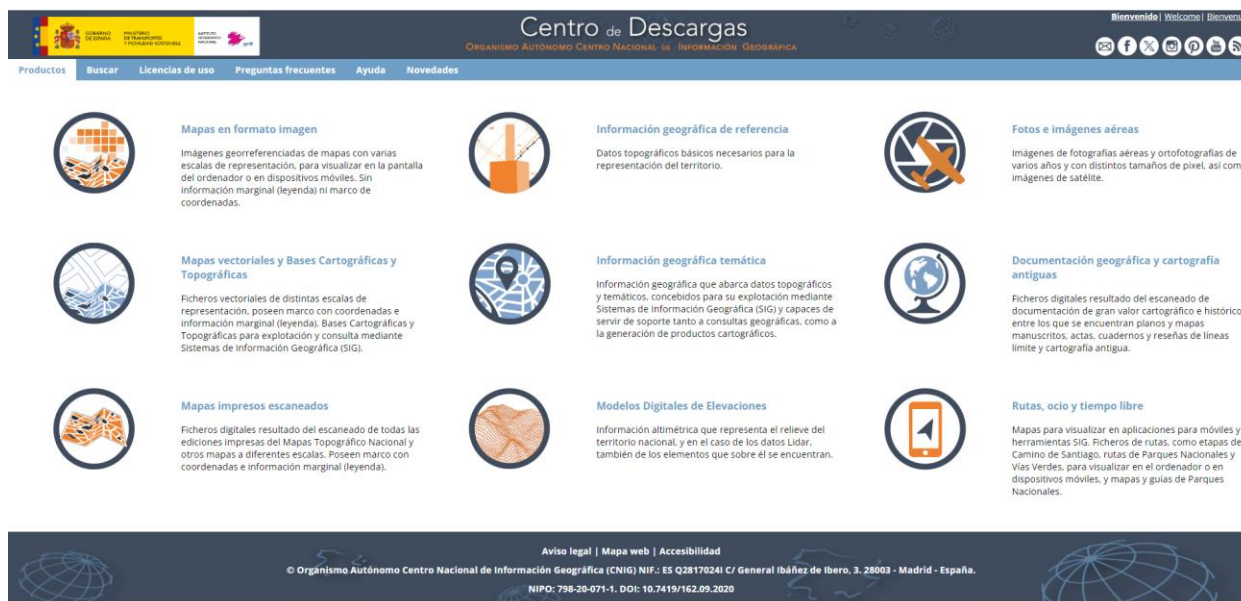 GOBIERNO
DE ESPAÑA
MINISTERIO
DE TRANSPORTES
Y MOVILIDAD SOSTENIBLE
INSTITUTO
GEOGRÁFICO
NACIONAL
Centro de Descargas
Organismo Autónomo Centro Nacional de Información Geográfica
Bienvenido | Welcome | Bienvenu
Productos Buscar Licencias de uso Preguntas frecuentes Ayuda Novedades
Mapas en formato imagen
Imágenes georreferenciadas de mapas con varias
escalas de representación, para visualizar en la pantalla
del ordenador o en dispositivos móviles. Sin
información marginal (leyenda) ni marco de
coordenadas.
Información geográfica de referencia
Datos topográficos básicos necesarios para la
representación del territorio.
Fotos e imágenes aéreas
Imágenes de fotografías aéreas y ortofotografías de
varios años y con distintos tamaños de pixel, así com
imágenes de satélite.
Mapas vectoriales y Bases Cartográficas y
Topográficas
Ficheros vectoriales de distintas escalas de
representación, poseen marco con coordenadas e
información marginal (leyenda). Bases Cartográficas y
Topográficas para explotación y consulta mediante
Sistemas de Información Geográfica (SIG).
Información geográfica temática
Información geográfica que abarca datos topográficos
y temáticos, concebidos para su explotación mediante
Sistemas de Información Geográfica (SIG) y capaces de
servir de soporte tanto a consultas geográficas, como a
la generación de productos cartográficos.
Documentación geográfica y cartografía
antiguas
Ficheros digitales resultado del escaneado de
documentación de gran valor cartográfico e histórico
entre los que se encuentran planos y mapas
manuscritos, actas, cuadernos y reseñas de líneas
límite y cartografía antigua.
Mapas impresos escaneados
Ficheros digitales resultado del escaneado de todas las
ediciones impresas del Mapas Topográfico Nacional y
otros mapas a diferentes escalas. Poseen marco con
coordenadas e información marginal (leyenda).
Modelos Digitales de Elevaciones
Información altimétrica que representa el relieve del
territorio nacional, y en el caso de los datos Lidar,
también de los elementos que sobre él se encuentran.
Rutas, ocio y tiempo libre
Mapas para visualizar en aplicaciones para móviles y
herramientas SIG. Ficheros de rutas, como etapas de
Camino de Santiago, rutas de Parques Nacionales y
Vías Verdes, para visualizar en el ordenador o en
dispositivos móviles, y mapas y guías de Parques
Nacionales.
Aviso legal | Mapa web | Accesibilidad
© Organismo Autónomo Centro Nacional de Información Geográfica (CNIG) NIF.: ES Q2817024I C/ General Ibáñez de Ibero, 3. 28003 - Madrid - España.
NIPO: 798-20-071-1. DOI: 10.7419/162.09.2020